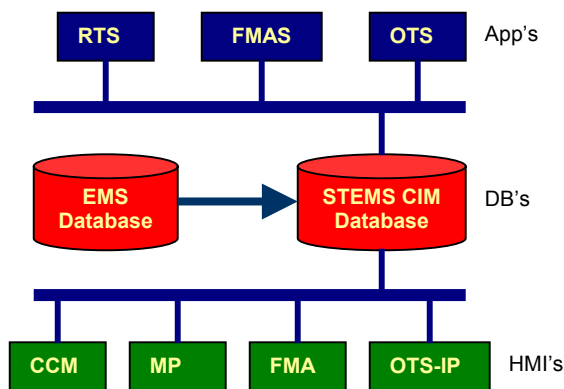 RTS
FMAS
OTS
App's
EMS
Database
STEMS CIM
Database
DB's
CCM
MP
FMA
OTS-IP
HMI's